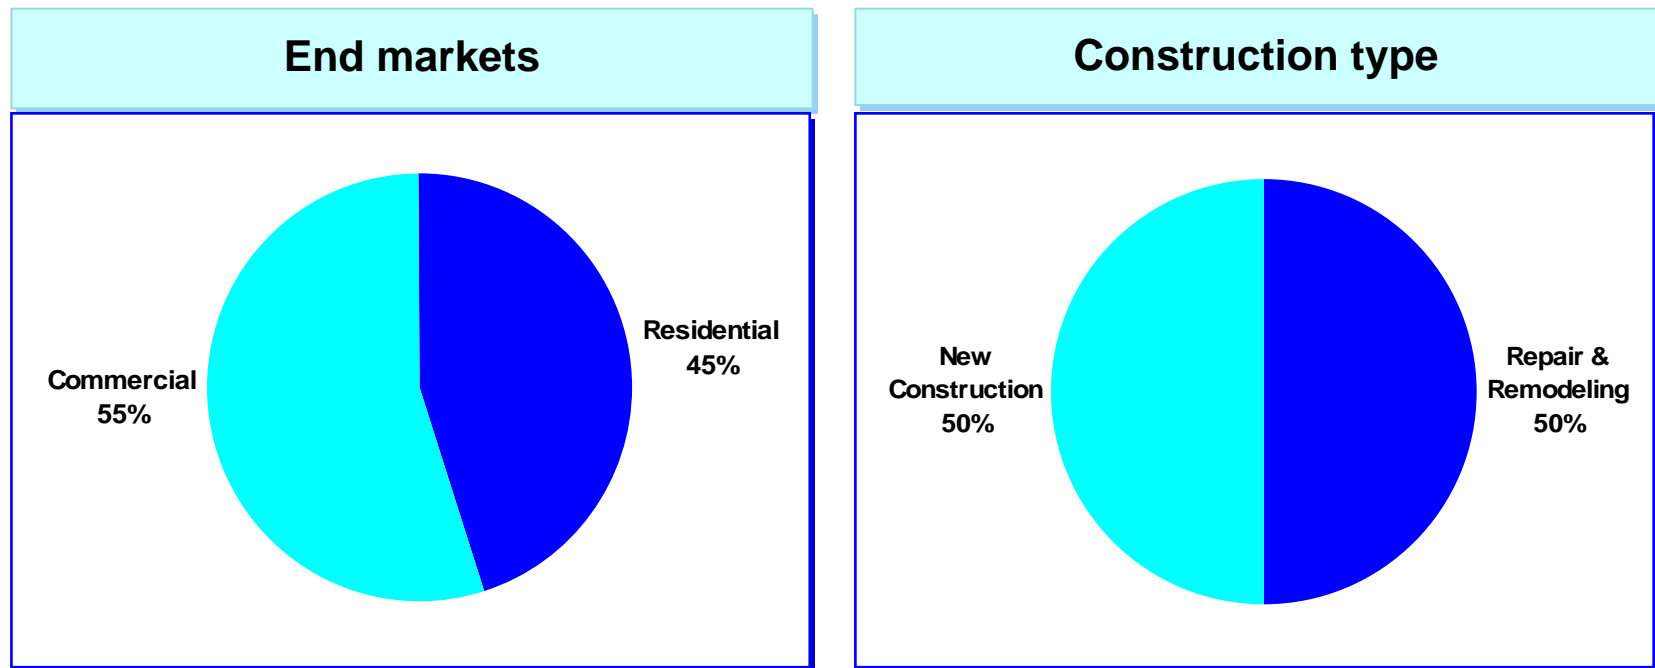 End markets
Construction type
Residential
45%
Commercial
55%
New
Construction
50%
Repair &
Remodeling
50%